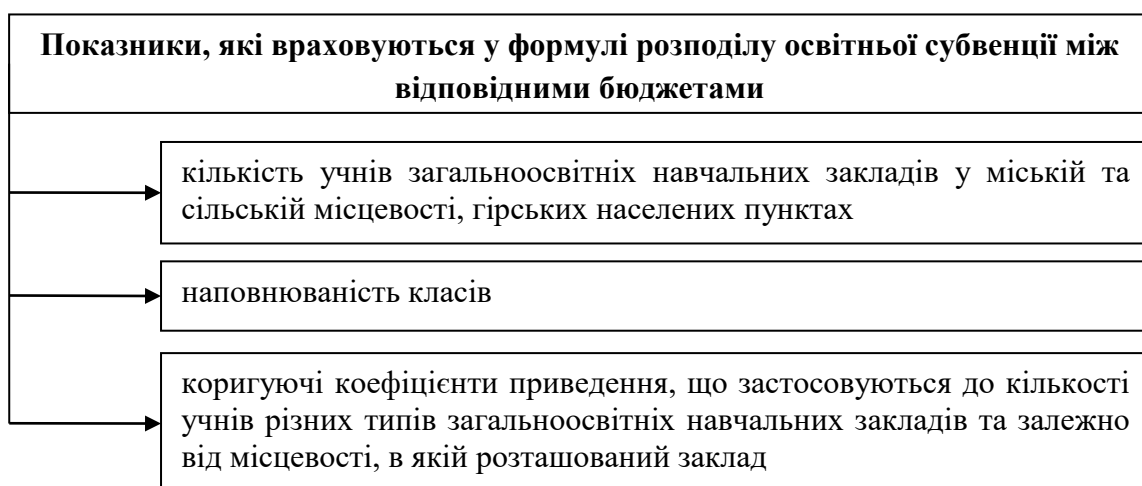 Показники, які враховуються у формулі розподілу освітньої субвенції між
відповідними бюджетами
кількість учнів загальноосвітніх навчальних закладів у міській та
сільській місцевості, гірських населених пунктах
наповнюваність класів
коригуючі коефіцієнти приведення, що застосовуються до кількості
учнів різних типів загальноосвітніх навчальних закладів та залежно
від місцевості, в якій розташований заклад